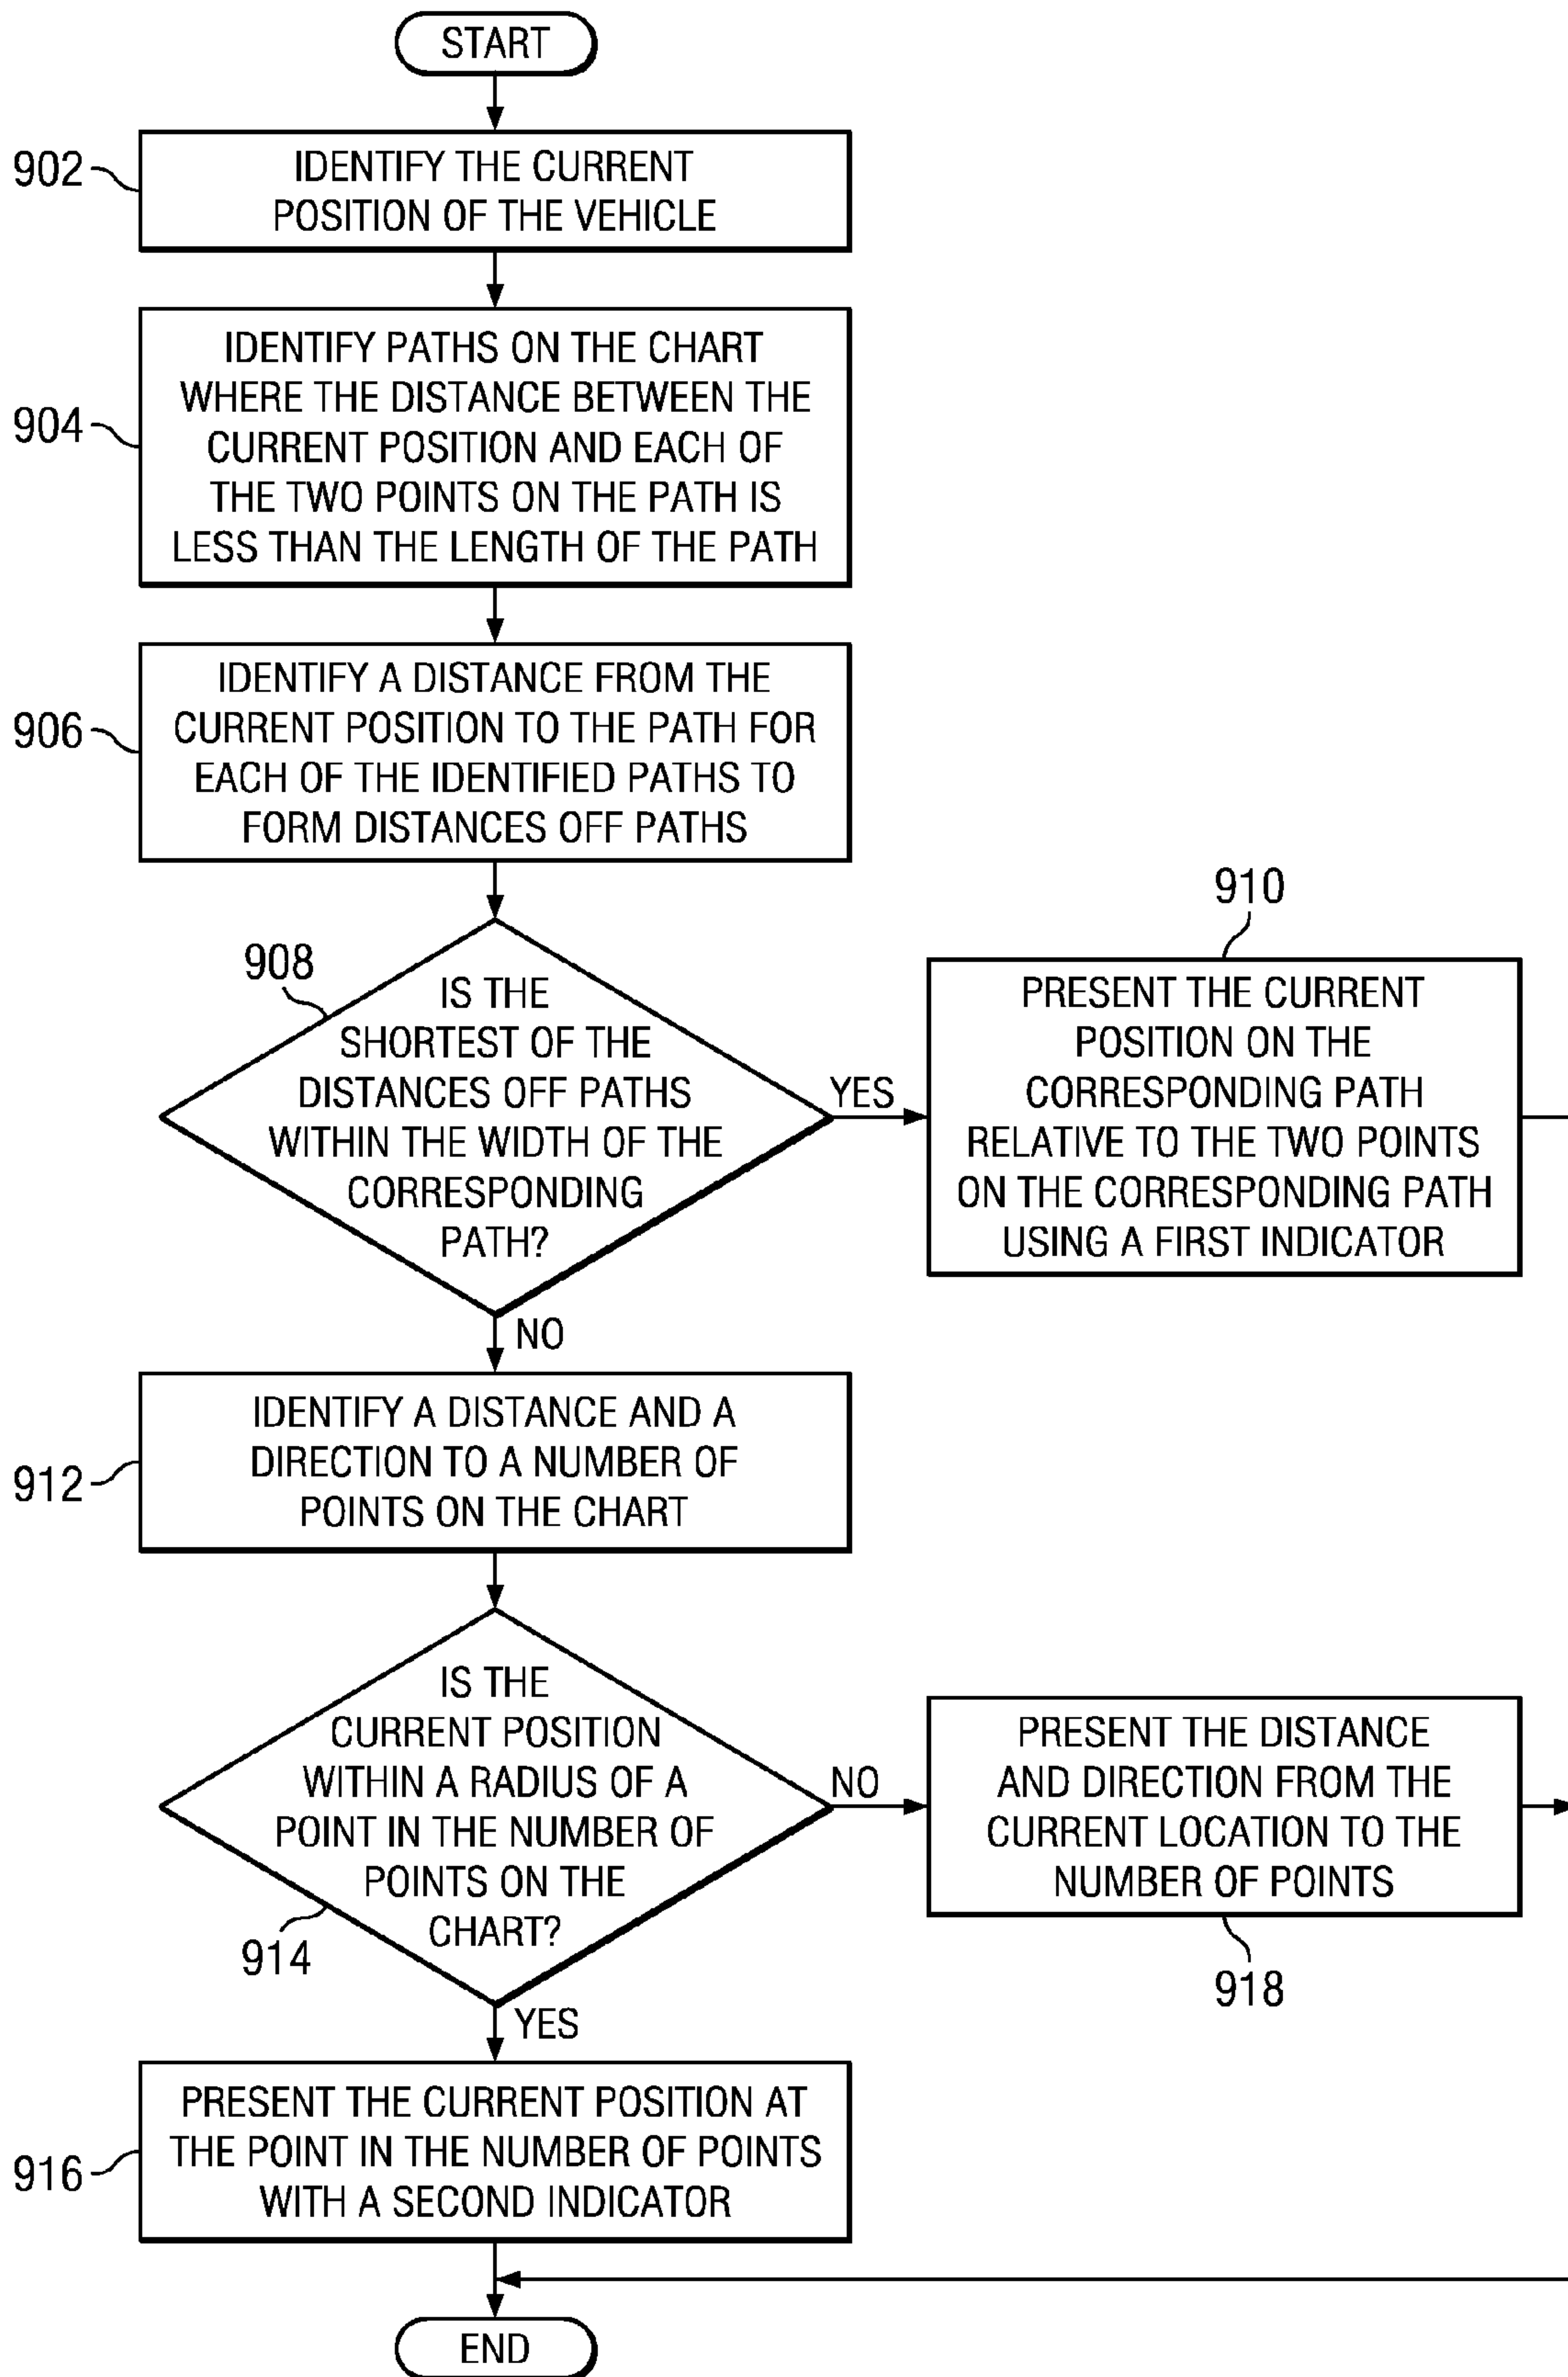 START
902
IDENTIFY THE CURRENT
POSITION OF THE VEHICLE
904
IDENTIFY PATHS ON THE CHART
WHERE THE DISTANCE BETWEEN THE
CURRENT POSITION AND EACH OF
THE TWO POINTS ON THE PATH IS
LESS THAN THE LENGTH OF THE PATH
906
IDENTIFY A DISTANCE FROM THE
CURRENT POSITION TO THE PATH FOR
EACH OF THE IDENTIFIED PATHS TO
FORM DISTANCES OFF PATHS
908
IS THE
SHORTEST OF THE
DISTANCES OFF PATHS
WITHIN THE WIDTH OF THE
CORRESPONDING
PATH?
YES
910
PRESENT THE CURRENT
POSITION ON THE
CORRESPONDING PATH
RELATIVE TO THE TWO POINTS
ON THE CORRESPONDING PATH
USING A FIRST INDICATOR
NO
912
IDENTIFY A DISTANCE AND A
DIRECTION TO A NUMBER OF
POINTS ON THE CHART
IS THE
CURRENT POSITION
WITHIN A RADIUS OF A
POINT IN THE NUMBER OF
POINTS ON THE
CHART?
914
NO
PRESENT THE DISTANCE
AND DIRECTION FROM THE
CURRENT LOCATION TO THE
NUMBER OF POINTS
918
YES
916
PRESENT THE CURRENT POSITION AT
THE POINT IN THE NUMBER OF POINTS
WITH A SECOND INDICATOR
END